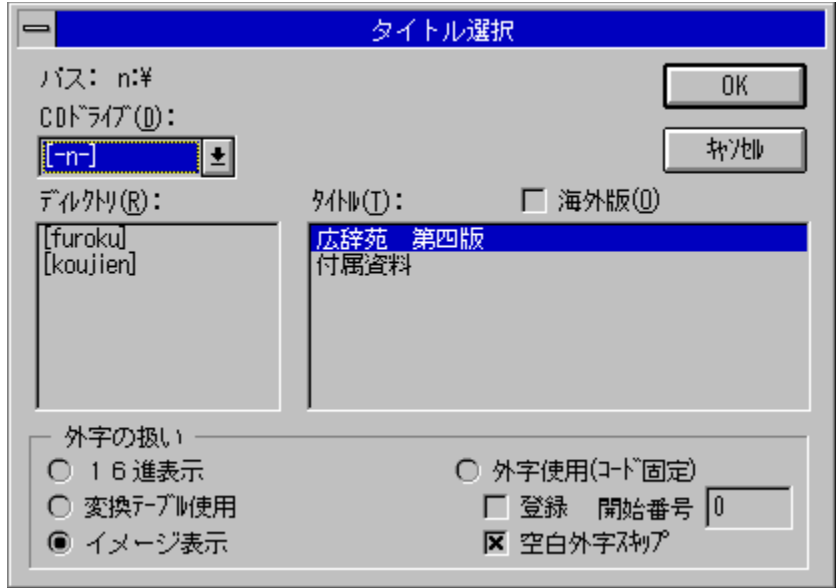 タイトル選択
パス: n:¥
OK
CDﾄﾞﾗｲﾌﾞ(D):
[-n-]
ｷｬﾝｾﾙ
ﾃﾞｨﾚｸﾄﾘ(R):
ﾀｲﾄﾙ(T):
海外版(O)
[furoku]
[koujien]
広辞苑　第四版
付属資料
外字の扱い
１６進表示
変換ﾃｰﾌﾞﾙ使用
イメージ表示
外字使用(ｺｰﾄﾞ固定)
登録 開始番号 0
空白外字ｽｷｯﾌﾟ